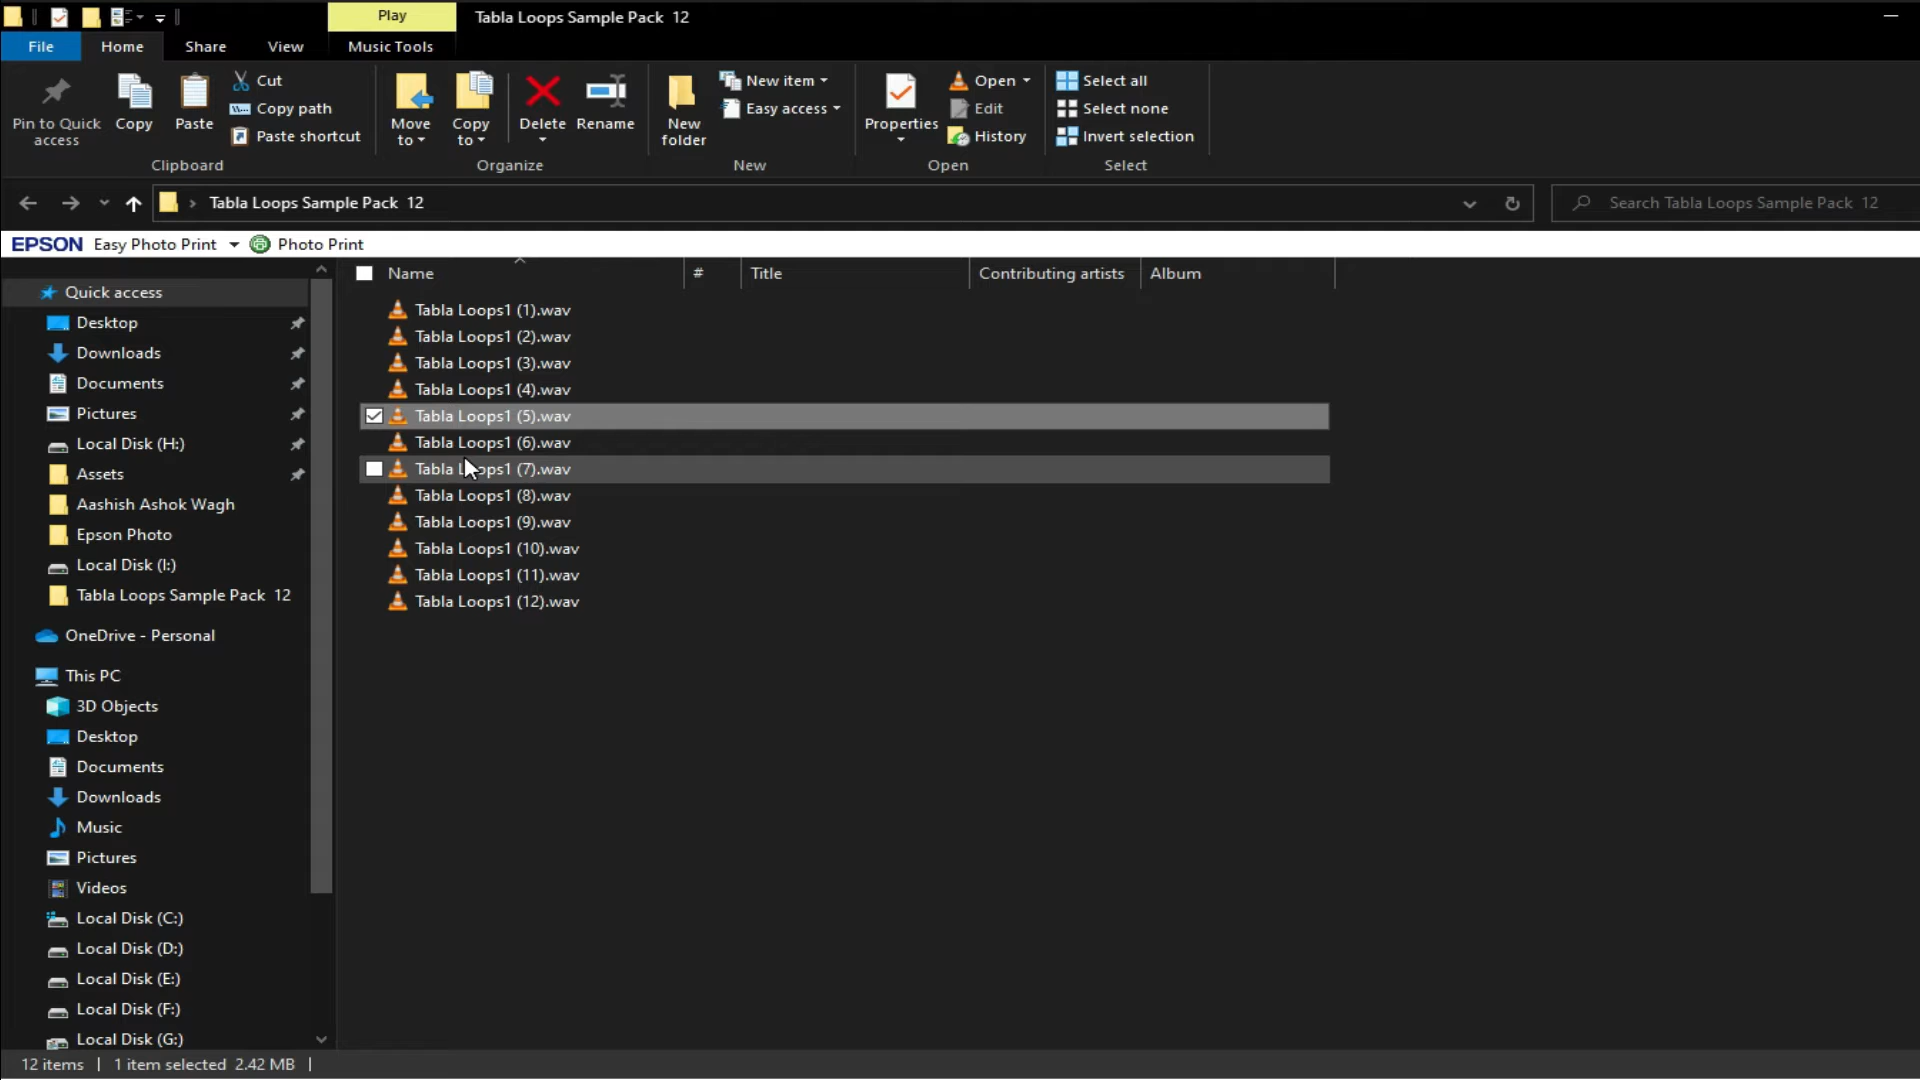 Play
Tabla Loops Sample Pack  12
File
Home
Share
View
Music Tools
Pin to Quick
access
Copy
Paste
Cut
Copy path
Paste shortcut
Clipboard
Move
to
Copy
to
Delete
Rename
Organize
New
folder
New item
Easy access
New
Properties
Open
Edit
History
Open
Select all
Select none
Invert selection
Select
Tabla Loops Sample Pack  12
Search Tabla Loops Sample Pack  12
EPSON Easy Photo Print
Photo Print
Name
#
Title
Contributing artists
Album
Quick access
Desktop
Downloads
Documents
Pictures
Local Disk (H:)
Assets
Aashish Ashok Wagh
Epson Photo
Local Disk (I:)
Tabla Loops Sample Pack  12
OneDrive - Personal
This PC
3D Objects
Desktop
Documents
Downloads
Music
Pictures
Videos
Local Disk (C:)
Local Disk (D:)
Local Disk (E:)
Local Disk (F:)
Local Disk (G:)
Tabla Loops1 (1).wav
Tabla Loops1 (2).wav
Tabla Loops1 (3).wav
Tabla Loops1 (4).wav
Tabla Loops1 (5).wav
Tabla Loops1 (6).wav
Tabla Loops1 (7).wav
Tabla Loops1 (8).wav
Tabla Loops1 (9).wav
Tabla Loops1 (10).wav
Tabla Loops1 (11).wav
Tabla Loops1 (12).wav
12 items
1 item selected  2.42 MB